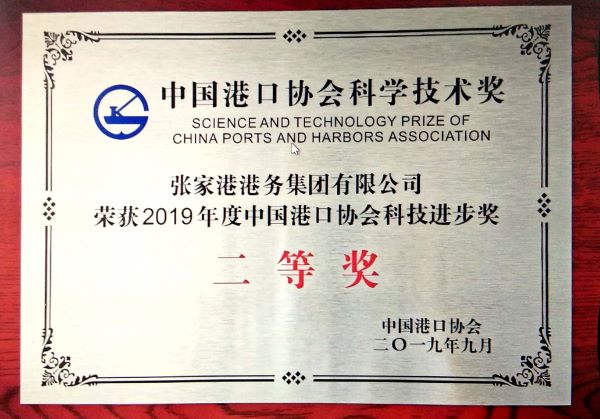 中国港口协会科学技术奖
SCIENCE AND TECHNOLOGY PRIZE OF
CHINA PORTS AND HARBORS ASSOCIATION
张家港港务集团有限公司
荣获2019年度中国港口协会科技进步奖
二等奖
中国港口协会
二〇一九年九月